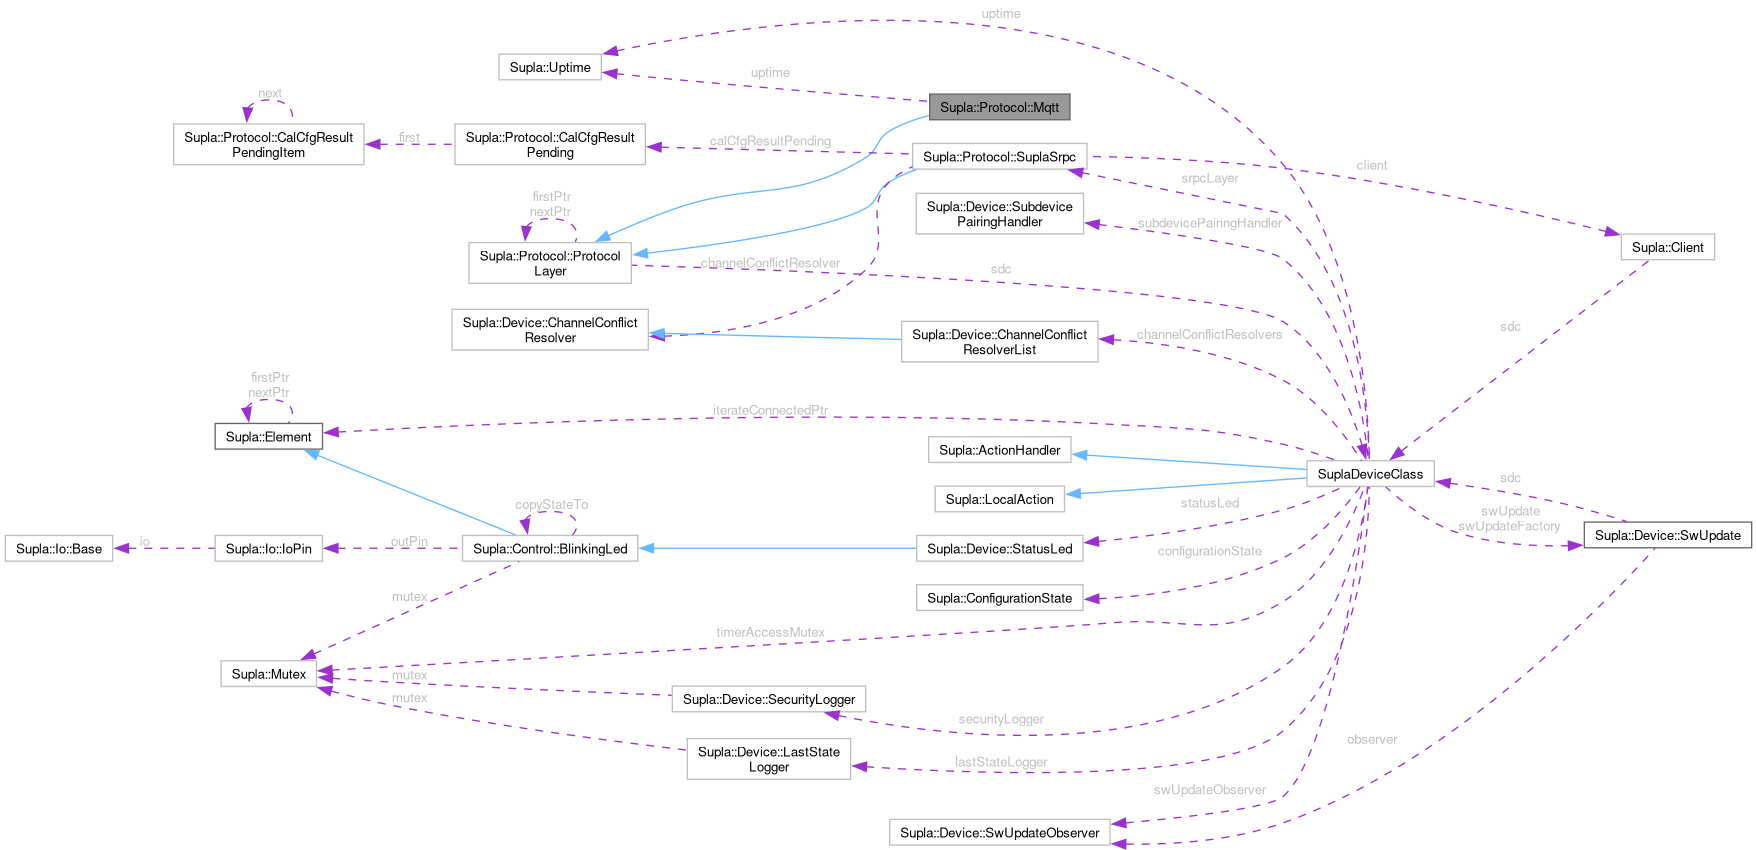 uptime
Supla::Uptime
uptime
Supla::Protocol::Mqtt
next
Supla::Protocol::CalCfgResult
PendingItem
first
Supla::Protocol::CalCfgResult
Pending
calCfgResultPending
Supla::Protocol::SuplaSrpc
client
srpcLayer
firstPtr
nextPtr
Supla::Device::Subdevice
PairingHandler
subdevicePairingHandler
Supla::Client
Supla::Protocol::Protocol
Layer
channelConflictResolver
sdc
Supla::Device::ChannelConflict
Resolver
Supla::Device::ChannelConflict
ResolverList
channelConflictResolvers
sdc
firstPtr
nextPtr
Supla::Element
iterateConnectedPtr
Supla::ActionHandler
SuplaDeviceClass
sdc
Supla::LocalAction
copyStateTo
statusLed
swUpdate
swUpdateFactory
Supla::Io::Base
io
Supla::Io::IoPin
outPin
Supla::Control::BlinkingLed
Supla::Device::StatusLed
Supla::Device::SwUpdate
configurationState
mutex
Supla::ConfigurationState
timerAccessMutex
Supla::Mutex
mutex
mutex
Supla::Device::SecurityLogger
securityLogger
Supla::Device::LastState
Logger
lastStateLogger
observer
swUpdateObserver
Supla::Device::SwUpdateObserver